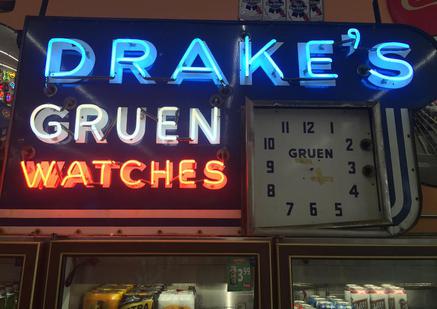 DRAKE'S
GRUEN
WATCHES
11 12 1
10 2
GRUEN
9 3
8 4
7 6 5
3.99